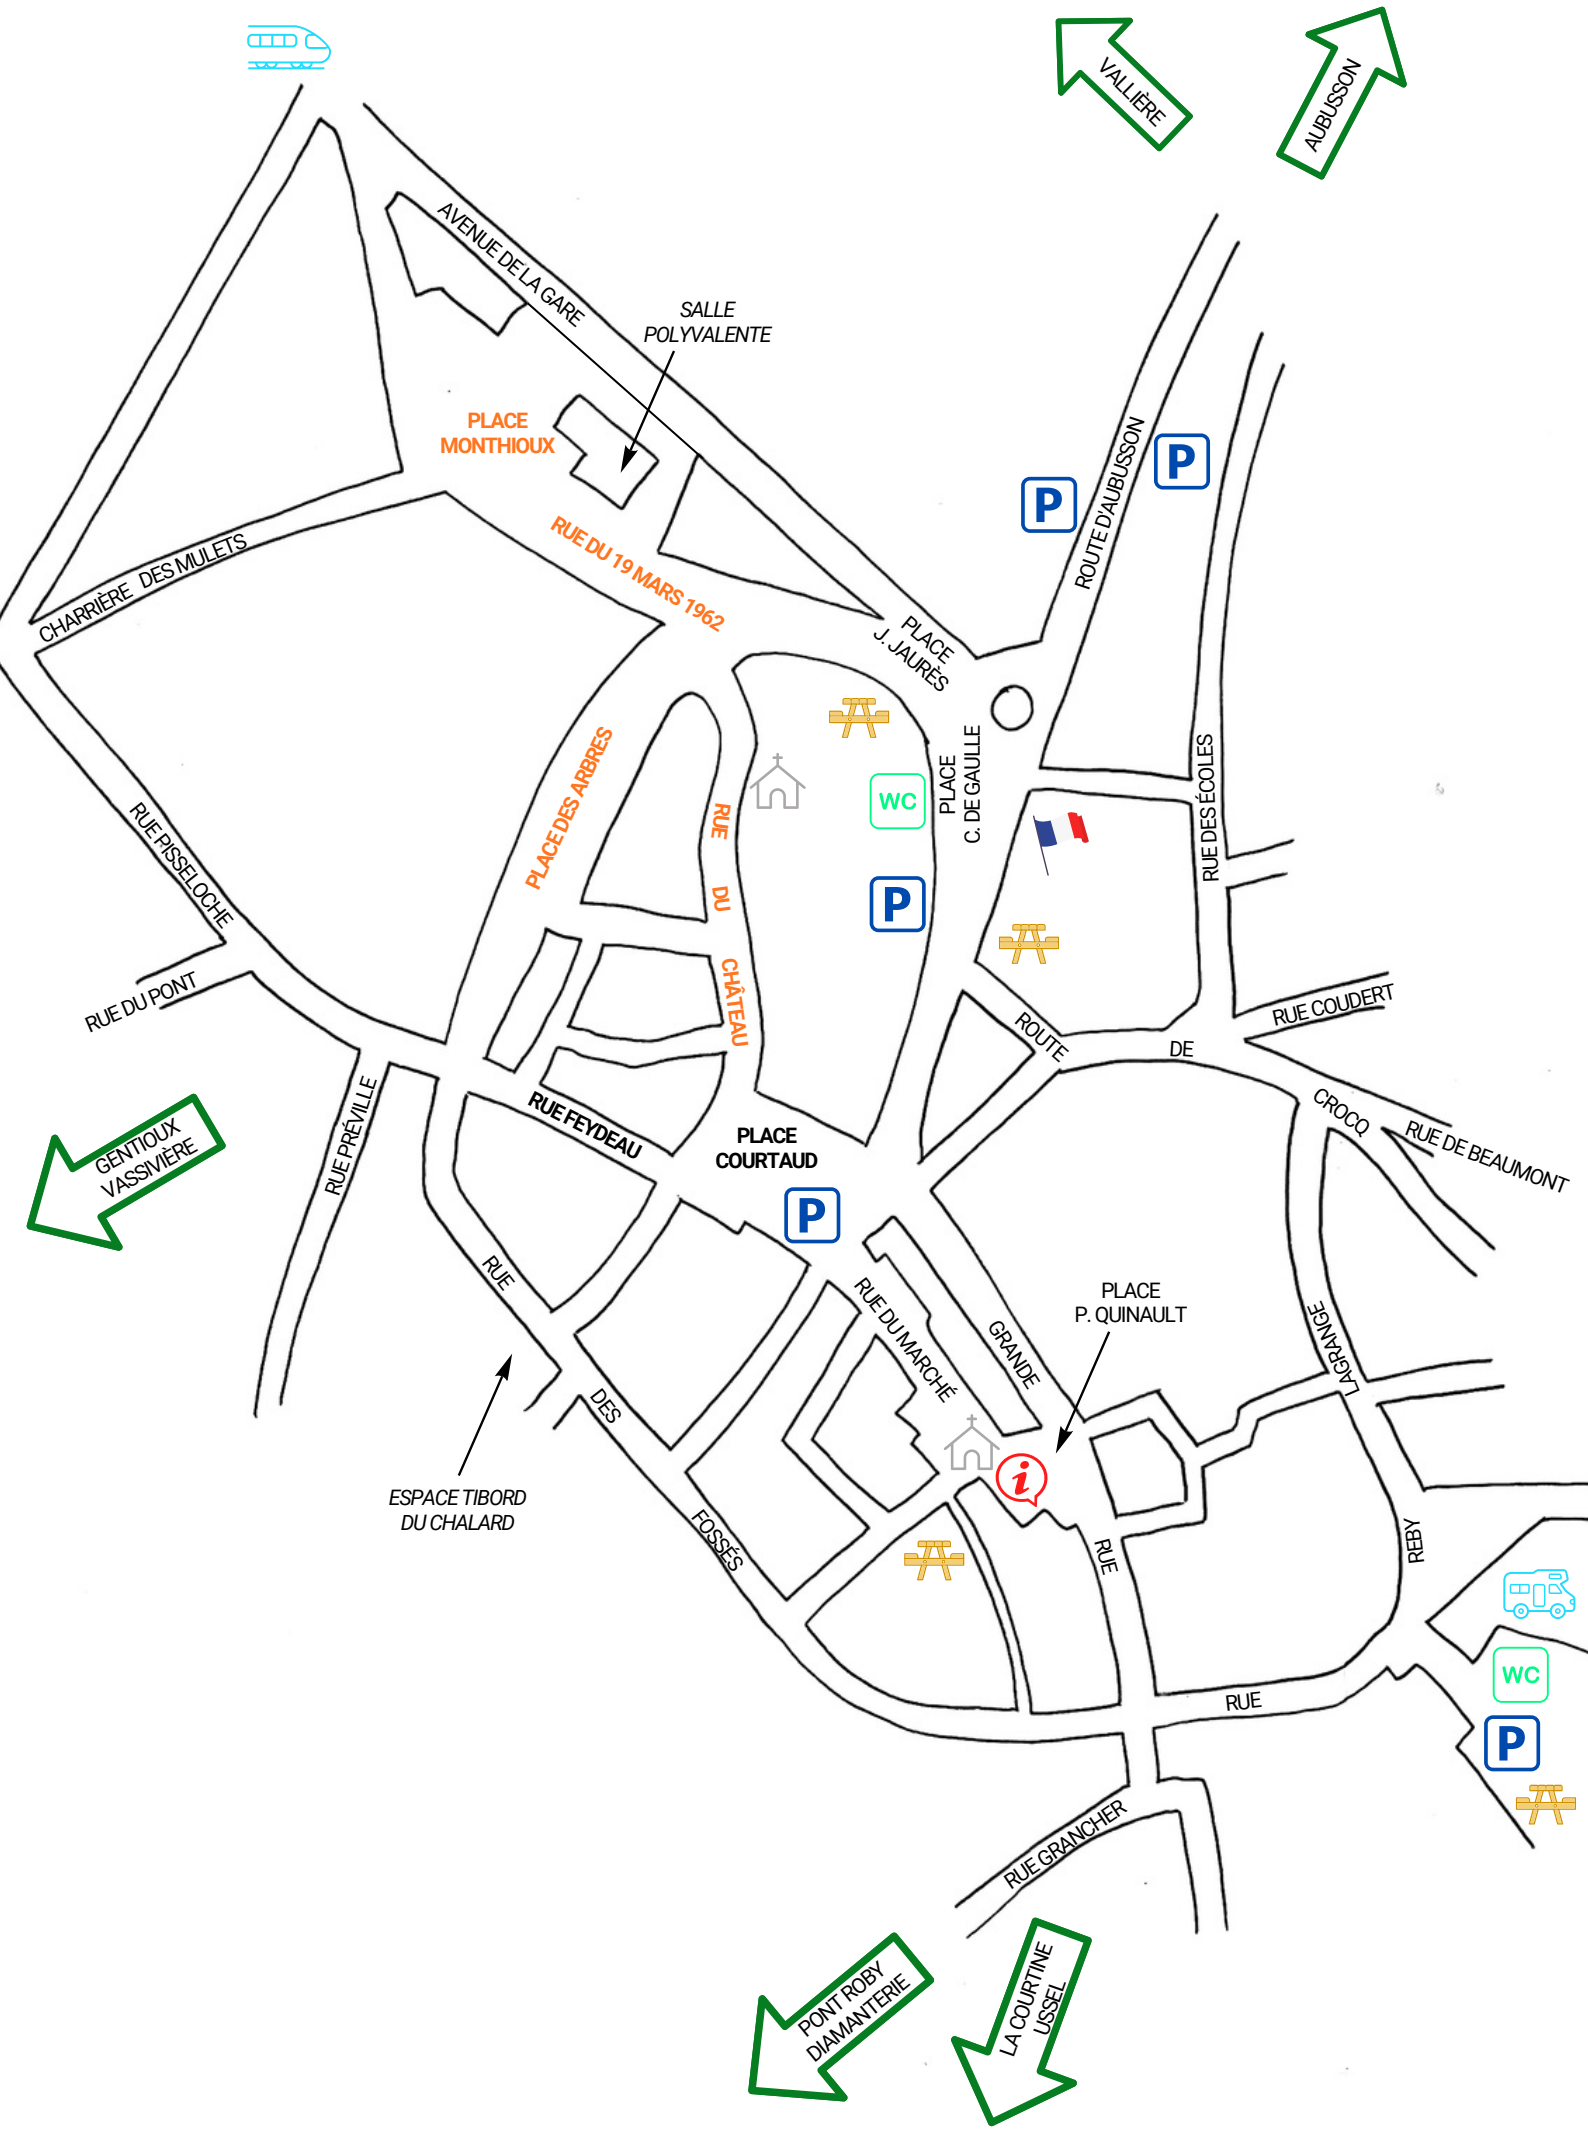 VALLIÈRE
AUBUSSON
AVENUE DE LA GARE
SALLE
POLYVALENTE
PLACE
MONTHIOUX
ROUTE D'AUBUSSON
P
P
RUE DU 19 MARS 1962
CHARRIÈRE DES MULETS
PLACE
J. JAURÈS
PLACE DES ARBRES
RUE
DU
CHÂTEAU
WC
PLACE
C. DE GAULLE
RUE DES ÉCOLES
P
RUE PISSELOCHE
RUE DU PONT
RUE COUDERT
ROUTE
DE
CROCQ
RUE DE BEAUMONT
GENTIOUX
VASSIVIÈRE
RUE PRÉVILLE
RUE FEYDEAU
PLACE
COURTAUD
P
RUE
DES
FOSSÉS
RUE DU MARCHÉ
GRANDE
RUE
PLACE
P. QUINAULT
LAGRANGE
REBY
RUE
ESPACE TIBORD
DU CHALARD
i
WC
P
RUE GRANCHER
PONT ROBY
DIAMANTERIE
LA COURTINE
USSEL